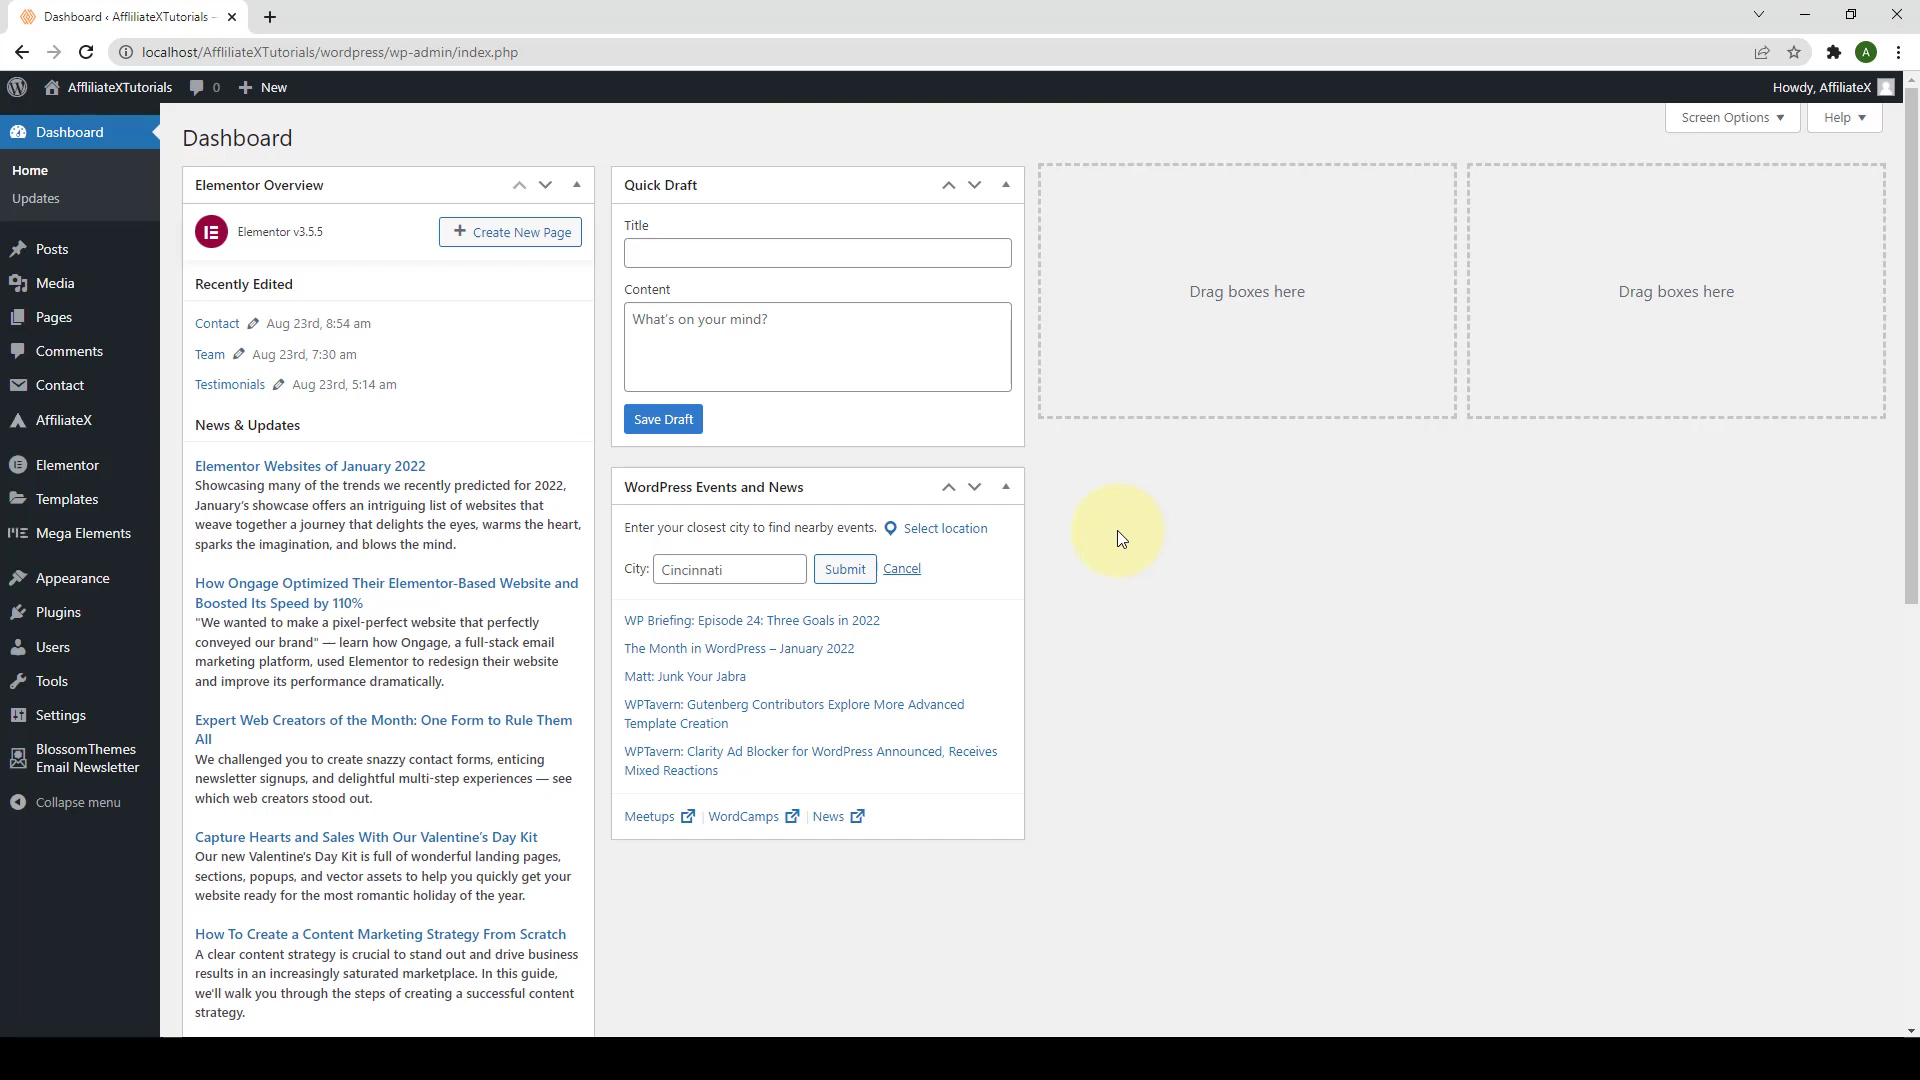 Dashboard ‹ AffliliateXTutorials –
localhost/AffliliateXTutorials/wordpress/wp-admin/index.php
A
AffliliateXTutorials
0
New
Howdy, AffiliateX
Screen Options
Help
Dashboard
Home
Updates
Posts
Media
Pages
Comments
Contact
AffiliateX
Elementor
Templates
Mega Elements
Appearance
Plugins
Users
Tools
Settings
BlossomThemes
Email Newsletter
Collapse menu
Dashboard
Elementor Overview
Elementor v3.5.5
Create New Page
Recently Edited
Contact Aug 23rd, 8:54 am
Team Aug 23rd, 7:30 am
Testimonials Aug 23rd, 5:14 am
News & Updates
Elementor Websites of January 2022
Showcasing many of the trends we recently predicted for 2022,
January's showcase offers an intriguing list of websites that
weave together a journey that delights the eyes, warms the heart,
sparks the imagination, and blows the mind.
How Ongage Optimized Their Elementor-Based Website and
Boosted Its Speed by 110%
"We wanted to make a pixel-perfect website that perfectly
conveyed our brand" — learn how Ongage, a full-stack email
marketing platform, used Elementor to redesign their website
and improve its performance dramatically.
Expert Web Creators of the Month: One Form to Rule Them
All
We challenged you to create snazzy contact forms, enticing
newsletter signups, and delightful multi-step experiences — see
which web creators stood out.
Capture Hearts and Sales With Our Valentine's Day Kit
Our new Valentine's Day Kit is full of wonderful landing pages,
sections, popups, and vector assets to help you quickly get your
website ready for the most romantic holiday of the year.
How To Create a Content Marketing Strategy From Scratch
A clear content strategy is crucial to stand out and drive business
results in an increasingly saturated marketplace. In this guide,
we'll walk you through the steps of creating a successful content
strategy.
Quick Draft
Title
Content
What's on your mind?
Save Draft
WordPress Events and News
Enter your closest city to find nearby events. Select location
City: Cincinnati Submit Cancel
WP Briefing: Episode 24: Three Goals in 2022
The Month in WordPress – January 2022
Matt: Junk Your Jabra
WPTavern: Gutenberg Contributors Explore More Advanced
Template Creation
WPTavern: Clarity Ad Blocker for WordPress Announced, Receives
Mixed Reactions
Meetups | WordCamps | News
Drag boxes here
Drag boxes here